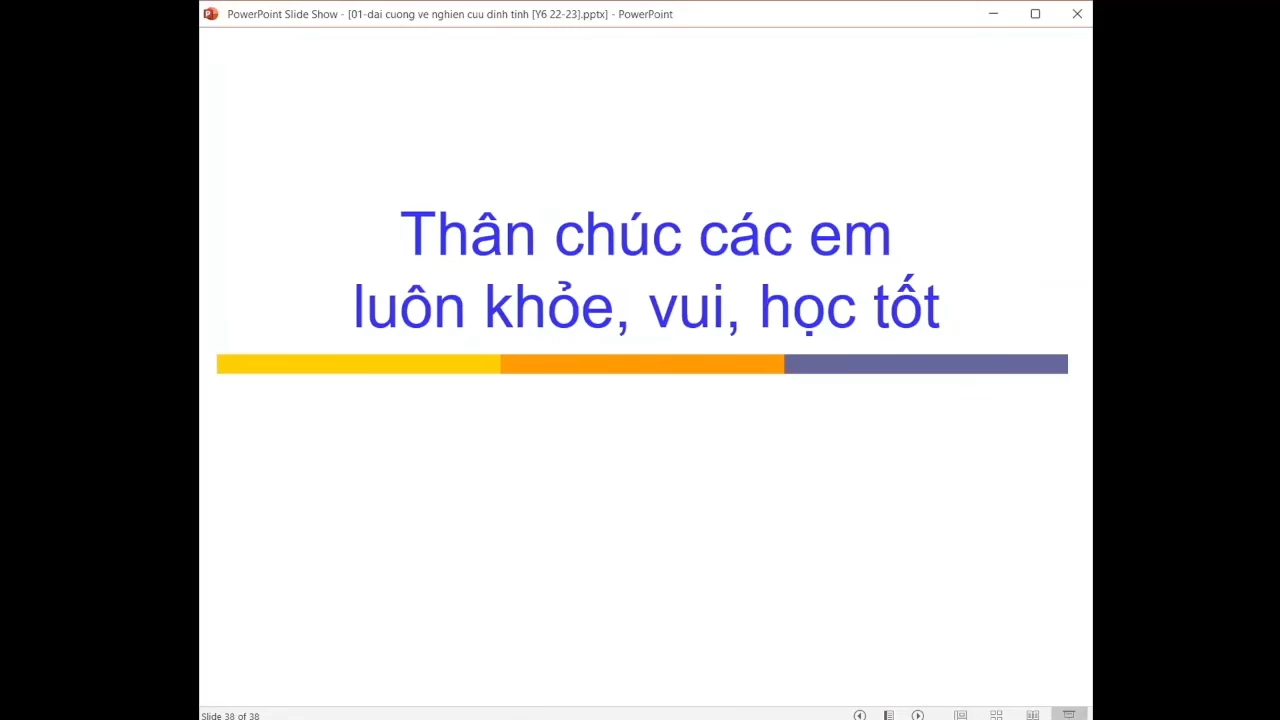 PowerPoint Slide Show - [01-dai cuong ve nghien cuu dinh tinh [Y6 22-23].pptx] - PowerPoint
Thân chúc các em
luôn khỏe, vui, học tốt
Slide 38 of 38